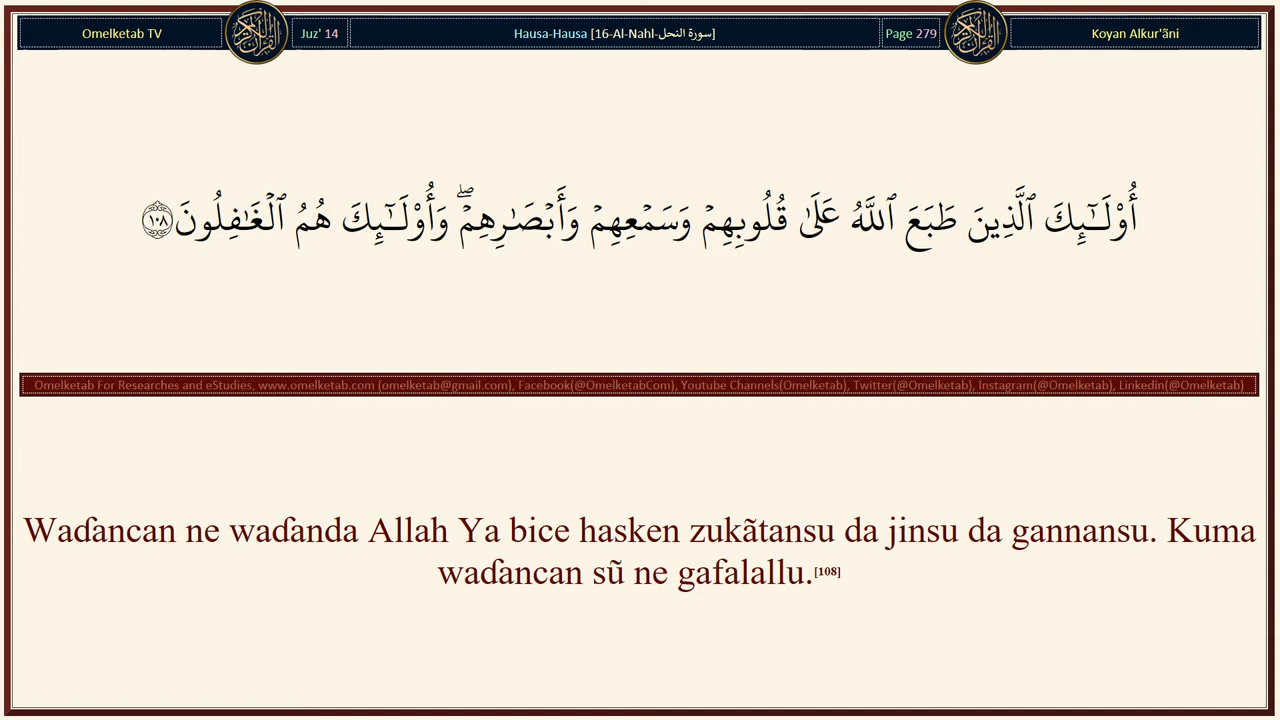 Omelketab TV
Juz' 14
Hausa-Hausa [16-Al-Nahl-سورة النحل]
Page 279
Koyan Alkur'ãni
أُو۟لَـٰٓئِكَ ٱلَّذِينَ طَبَعَ ٱللَّهُ عَلَىٰ قُلُوبِهِمۡ وَسَمۡعِهِمۡ وَأَبۡصَـٰرِهِمۡۖ وَأُو۟لَـٰٓئِكَ هُمُ ٱلۡغَـٰفِلُونَ ١٠٨
Omelketab For Researches and eStudies, www.omelketab.com (omelketab@gmail.com), Facebook(@OmelketabCom), Youtube Channels(Omelketab), Twitter(@Omelketab), Instagram(@Omelketab), Linkedin(@Omelketab)
Waɗancan ne waɗanda Allah Ya bice hasken zukãtansu da jinsu da gannansu. Kuma
waɗancan sũ ne gafalallu.[108]